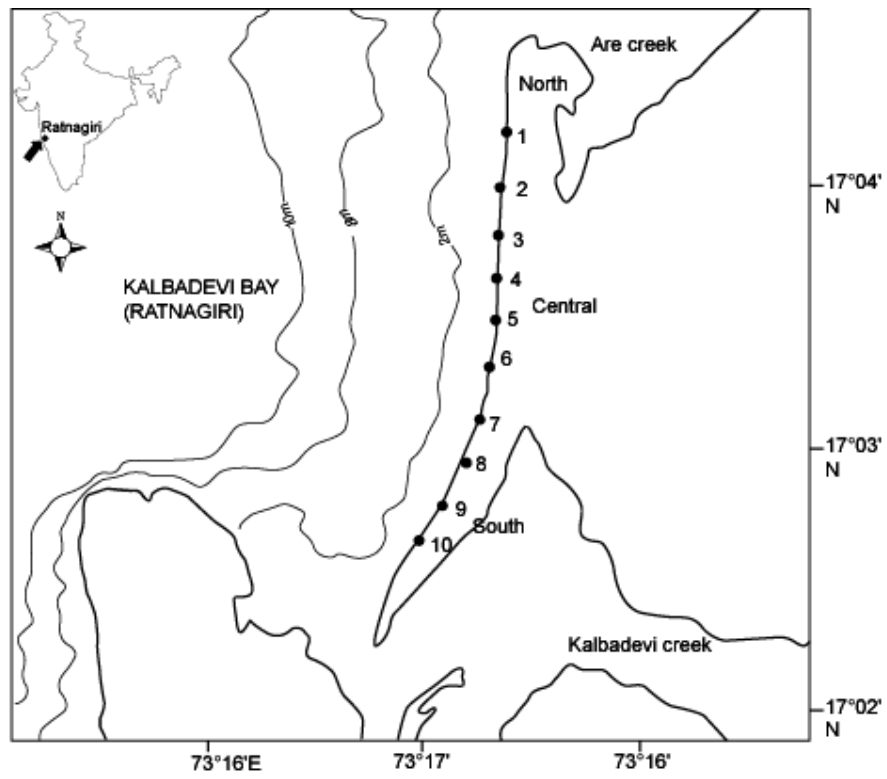 Are creek
North
Ratnagiri
1
17°04'
N
2
N
3
10m
8m
2m
4
KALBADEVI BAY
(RATNAGIRI)
Central
5
6
7
17°03'
N
8
9
South
10
Kalbadevi creek
17°02'
N
73°16'E
73°17'
73°16'